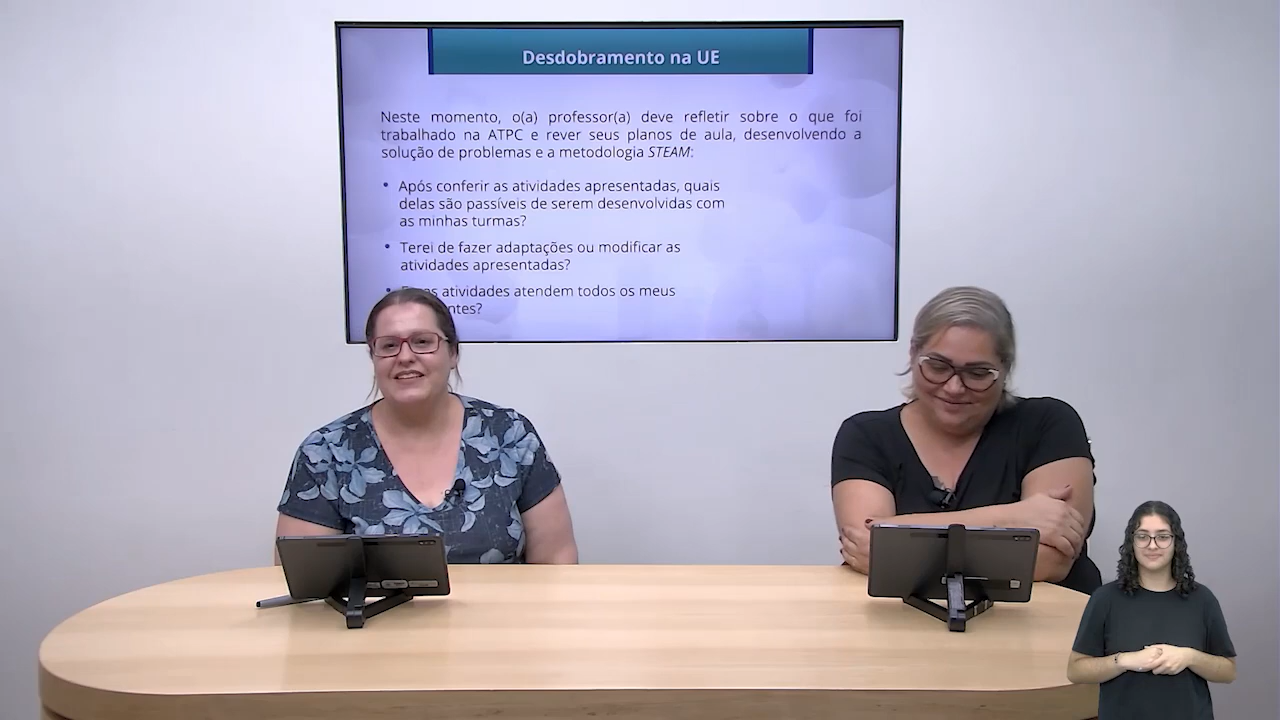 Desdobramento na UE
Neste momento, o(a) professor(a) deve refletir sobre o que foi
trabalhado na ATPC e rever seus planos de aula, desenvolvendo a
solução de problemas e a metodologia STEAM:
• Após conferir as atividades apresentadas, quais
delas são passíveis de serem desenvolvidas com
as minhas turmas?
• Terei de fazer adaptações ou modificar as
atividades apresentadas?
• atividades atendem todos os meus